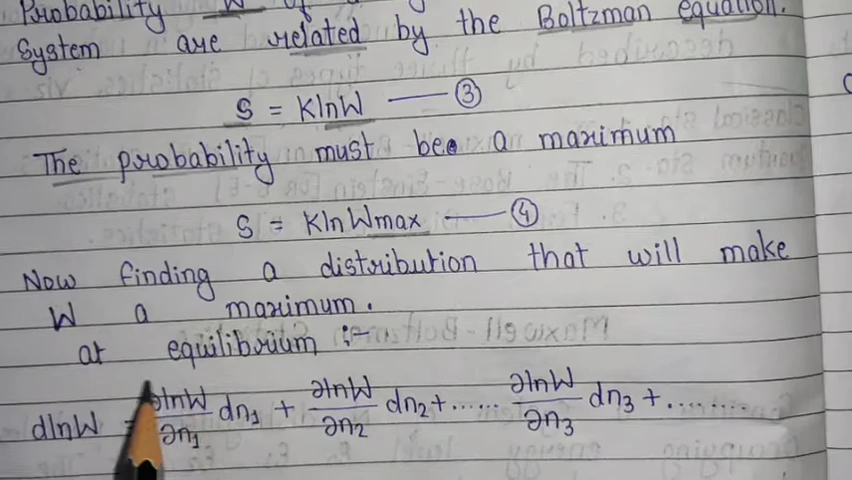 Probability W of a
System are related by the Boltzman equation.
S = KlnW —— ③
The probability must be a maximum
S = KlnWmax —— ④
Now finding a distribution that will make
W a maximum.
at equilibrium :-
dlnW = ∂lnW/∂n₁ dn₁ + ∂lnW/∂n₂ dn₂ + ...... ∂lnW/∂n₃ dn₃ + ........